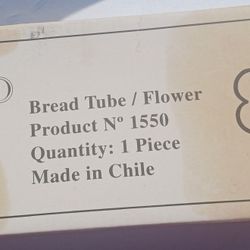 Bread Tube / Flower
Product Nº 1550
Quantity: 1 Piece
Made in Chile